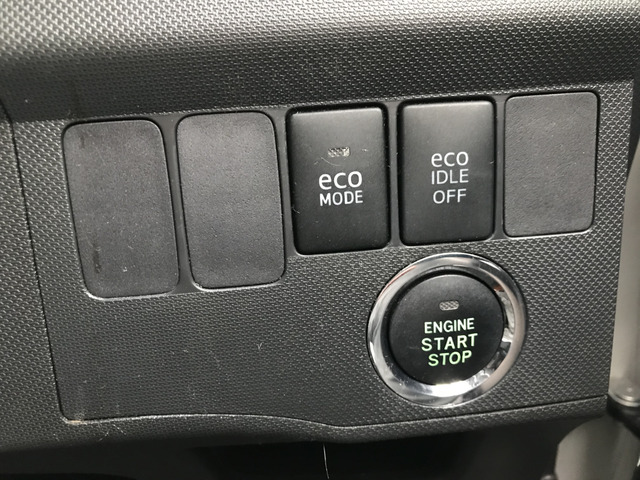 eco
MODE
eco
IDLE
OFF
ENGINE
START
STOP